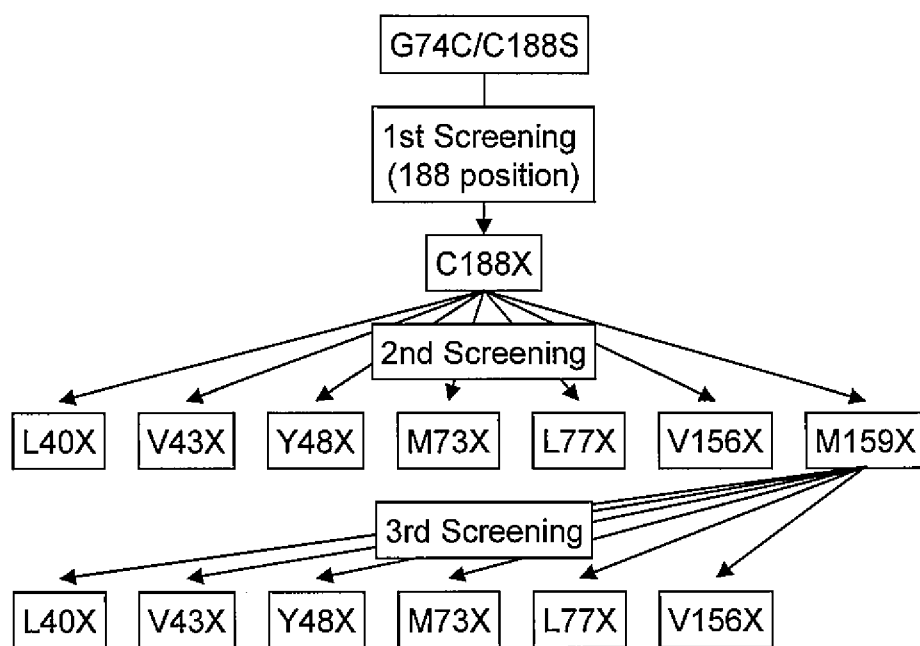 G74C/C188S
1st Screening
(188 position)
C188X
2nd Screening
L40X V43X Y48X M73X L77X V156X M159X
3rd Screening
L40X V43X Y48X M73X L77X V156X